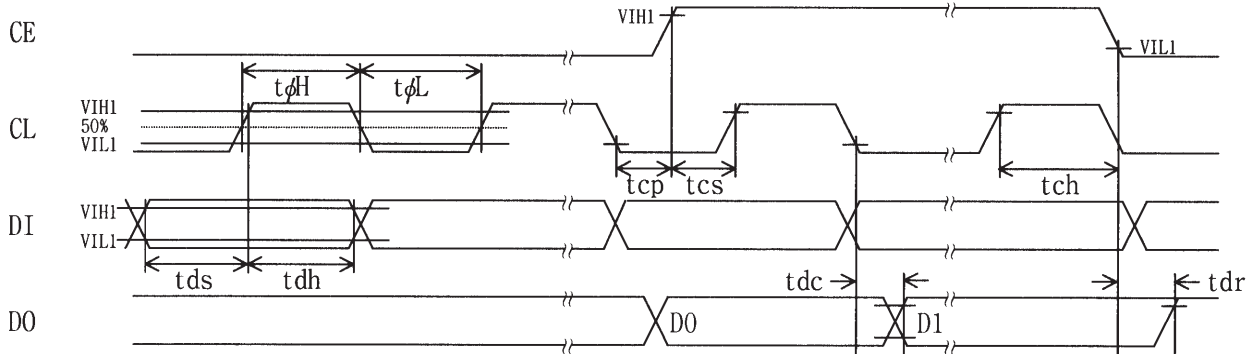 CE
VIH1
VIL1
tϕH
tϕL
CL
VIH1
50%
VIL1
tcp
tcs
tch
DI
VIH1
VIL1
tds
tdh
tdc
tdr
DO
D0
D1